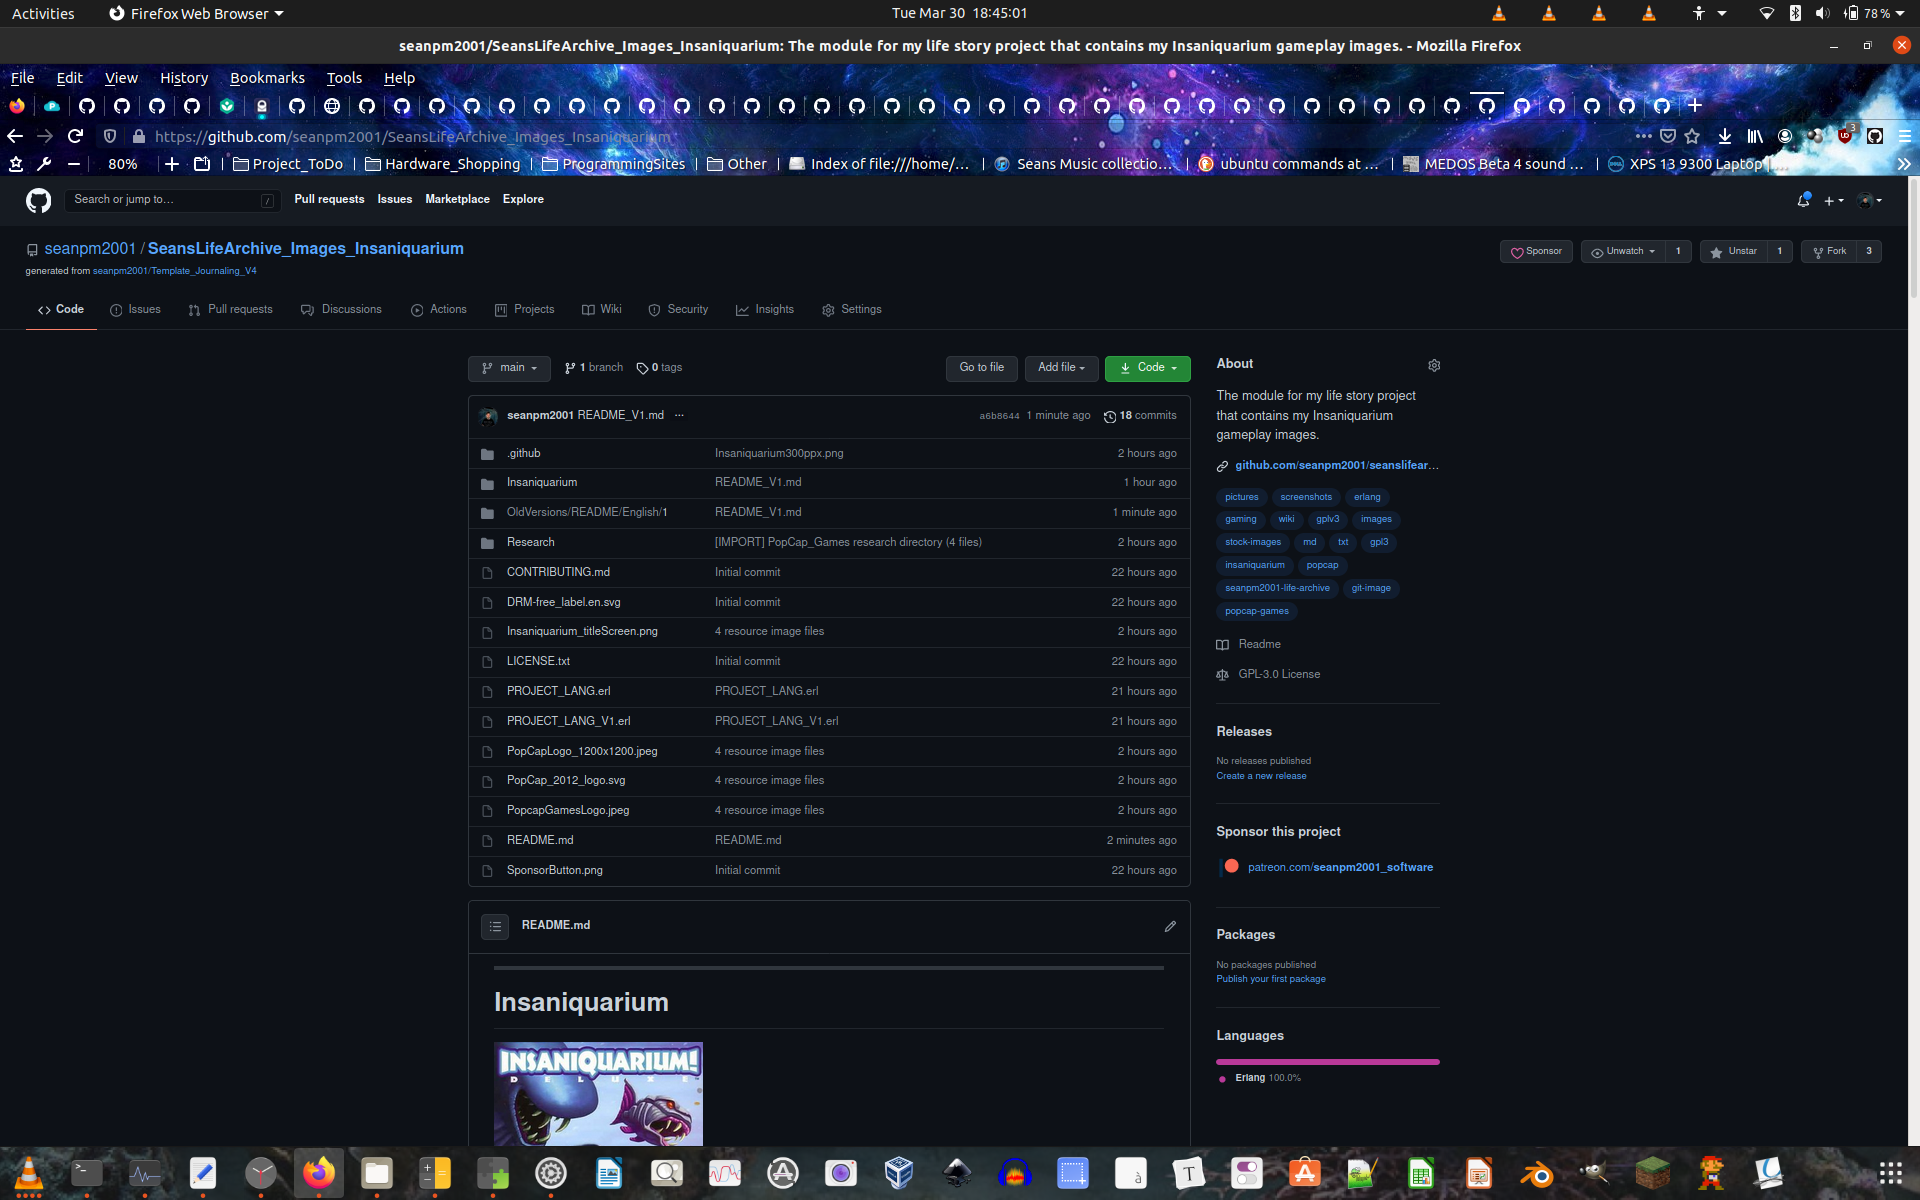 Activities Firefox Web Browser Tue Mar 30 18:45:01 78 %
seanpm2001/SeansLifeArchive_Images_Insaniquarium: The module for my life story project that contains my Insaniquarium gameplay images. - Mozilla Firefox
File Edit View History Bookmarks Tools Help
https://github.com/seanpm2001/SeansLifeArchive_Images_Insaniquarium 3
80% Project_ToDo Hardware_Shopping ProgrammingSites Other Index of file:///home/… Seans Music collectio… ubuntu commands at … MEDOS Beta 4 sound … XPS 13 9300 Laptop |…
Search or jump to… / Pull requests Issues Marketplace Explore
seanpm2001 / SeansLifeArchive_Images_Insaniquarium Sponsor Unwatch 1 Unstar 1 Fork 3
generated from seanpm2001/Template_Journaling_V4
Code Issues Pull requests Discussions Actions Projects Wiki Security Insights Settings
main 1 branch 0 tags Go to file Add file Code
seanpm2001 README_V1.md ... a6b8644 1 minute ago 18 commits
.github Insaniquarium300ppx.png 2 hours ago
Insaniquarium README_V1.md 1 hour ago
OldVersions/README/English/1 README_V1.md 1 minute ago
Research [IMPORT] PopCap_Games research directory (4 files) 2 hours ago
CONTRIBUTING.md Initial commit 22 hours ago
DRM-free_label.en.svg Initial commit 22 hours ago
Insaniquarium_titleScreen.png 4 resource image files 2 hours ago
LICENSE.txt Initial commit 22 hours ago
PROJECT_LANG.erl PROJECT_LANG.erl 21 hours ago
PROJECT_LANG_V1.erl PROJECT_LANG_V1.erl 21 hours ago
PopCapLogo_1200x1200.jpeg 4 resource image files 2 hours ago
PopCap_2012_logo.svg 4 resource image files 2 hours ago
PopcapGamesLogo.jpeg 4 resource image files 2 hours ago
README.md README.md 2 minutes ago
SponsorButton.png Initial commit 22 hours ago
README.md
Insaniquarium
INSANIQUARIUM!
DELUXE
About
The module for my life story project
that contains my Insaniquarium
gameplay images.
github.com/seanpm2001/seanslifear…
pictures screenshots erlang
gaming wiki gplv3 images
stock-images md txt gpl3
insaniquarium popcap
seanpm2001-life-archive git-image
popcap-games
Readme
GPL-3.0 License
Releases
No releases published
Create a new release
Sponsor this project
patreon.com/seanpm2001_software
Packages
No packages published
Publish your first package
Languages
Erlang 100.0%